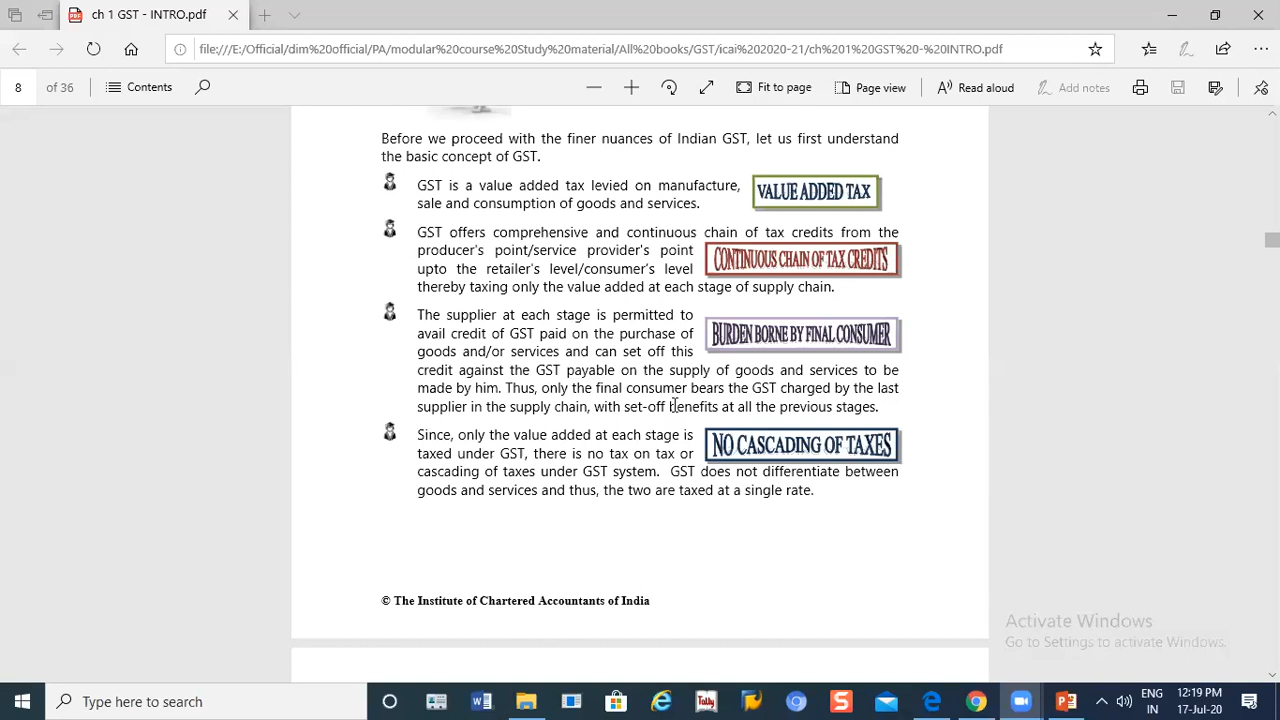 ch 1 GST - INTRO.pdf
file:///E:/Official/dim%20official/PA/modular%20course%20Study%20material/All%20books/GST/icai%202020-21/ch%201%20GST%20-%20INTRO.pdf
8 of 36 Contents Fit to page Page view Read aloud Add notes
Before we proceed with the finer nuances of Indian GST, let us first understand
the basic concept of GST.
GST is a value added tax levied on manufacture,
sale and consumption of goods and services.
VALUE ADDED TAX
GST offers comprehensive and continuous chain of tax credits from the
producer's point/service provider's point
upto the retailer's level/consumer's level
CONTINUOUS CHAIN OF TAX CREDITS
thereby taxing only the value added at each stage of supply chain.
The supplier at each stage is permitted to
avail credit of GST paid on the purchase of
goods and/or services and can set off this
BURDEN BORNE BY FINAL CONSUMER
credit against the GST payable on the supply of goods and services to be
made by him. Thus, only the final consumer bears the GST charged by the last
supplier in the supply chain, with set-off benefits at all the previous stages.
Since, only the value added at each stage is
taxed under GST, there is no tax on tax or
NO CASCADING OF TAXES
cascading of taxes under GST system. GST does not differentiate between
goods and services and thus, the two are taxed at a single rate.
© The Institute of Chartered Accountants of India
Activate Windows
Go to Settings to activate Windows.
Type here to search
Tally
ENG
IN
12:19 PM
17-Jul-20